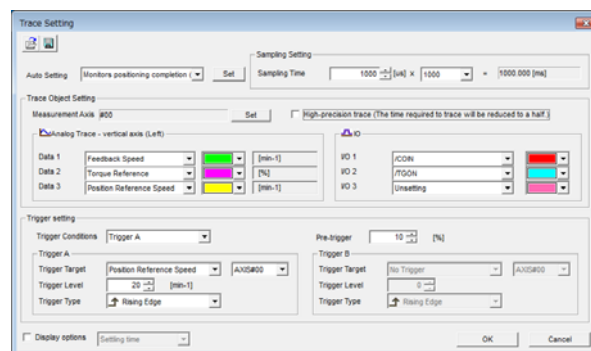 Trace Setting
Sampling Setting
Auto Setting Monitors positioning completion ( Set Sampling Time 1000 [us] X 1000 = 1000.000 [ms]
Trace Object Setting
Measurement Axis #00 Set High-precision trace (The time required to trace will be reduced to a half.)
Analog Trace - vertical axis (Left) I/O
Data 1 Feedback Speed [min-1] I/O 1 /COIN
Data 2 Torque Reference [%] I/O 2 /TGON
Data 3 Position Reference Speed [min-1] I/O 3 Unsetting
Trigger setting
Trigger Conditions Trigger A Pre-trigger 10 [%]
Trigger A Trigger B
Trigger Target Position Reference Speed AXIS#00 Trigger Target No Trigger AXIS#00
Trigger Level 20 [min-1] Trigger Level 0
Trigger Type Rising Edge Trigger Type Rising Edge
Display options Setting time OK Cancel